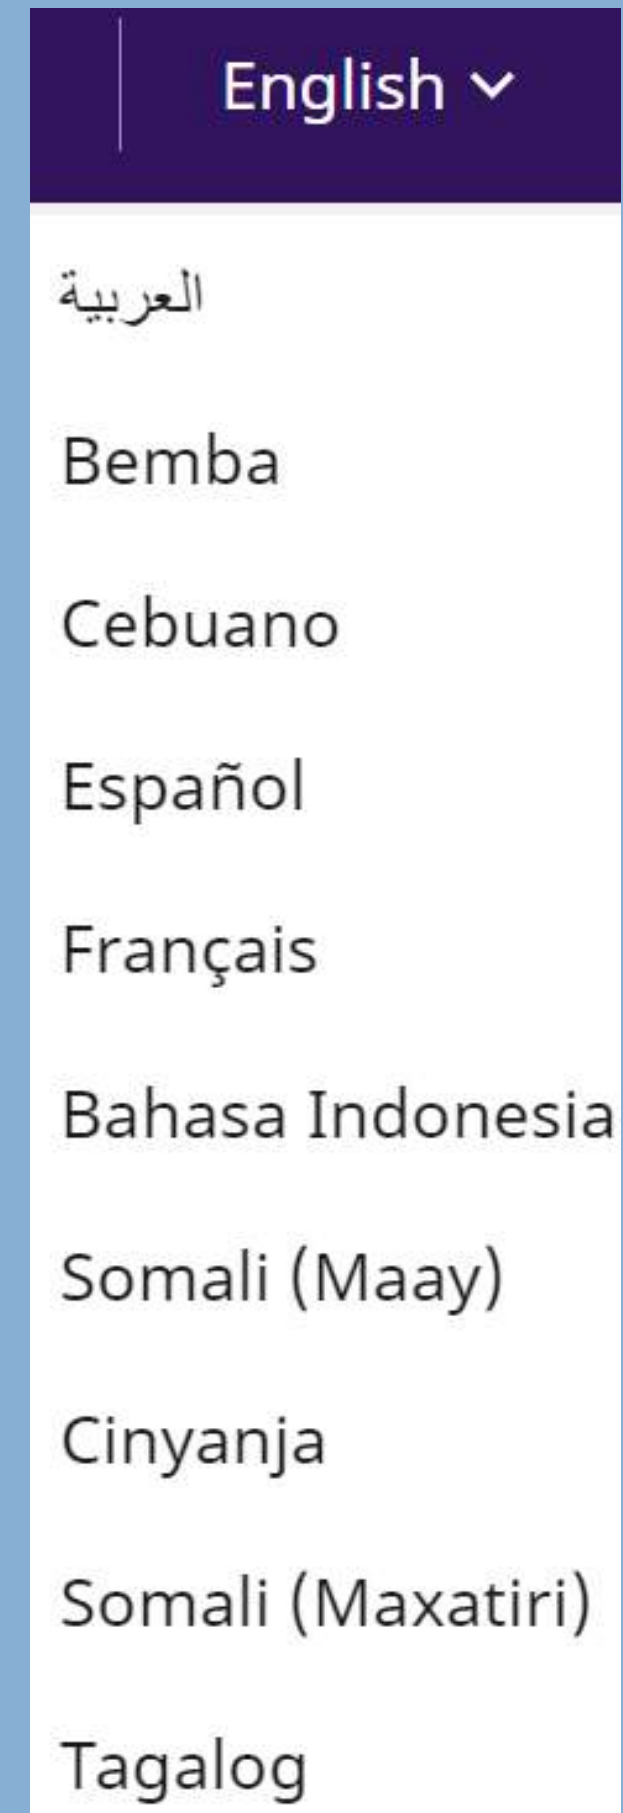 English
العربية
Bemba
Cebuano
Español
Français
Bahasa Indonesia
Somali (Maay)
Cinyanja
Somali (Maxatiri)
Tagalog